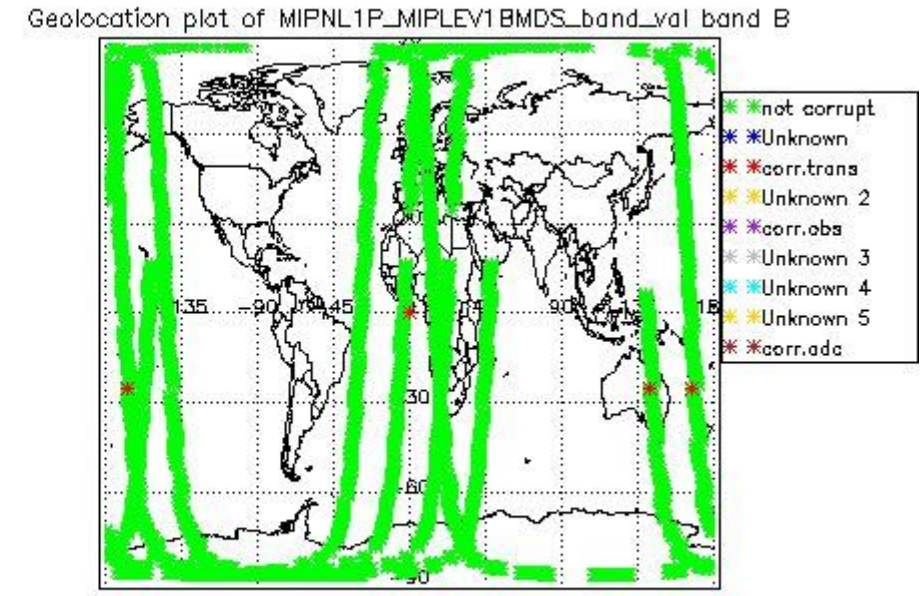 Geolocation plot of MIPNL1P_MIPLEV1BMDS_band_val band B
not corrupt
Unknown
corr.trans
Unknown 2
corr.obs
Unknown 3
Unknown 4
Unknown 5
corr.adc
135 -90 45 90
30
-60
-90